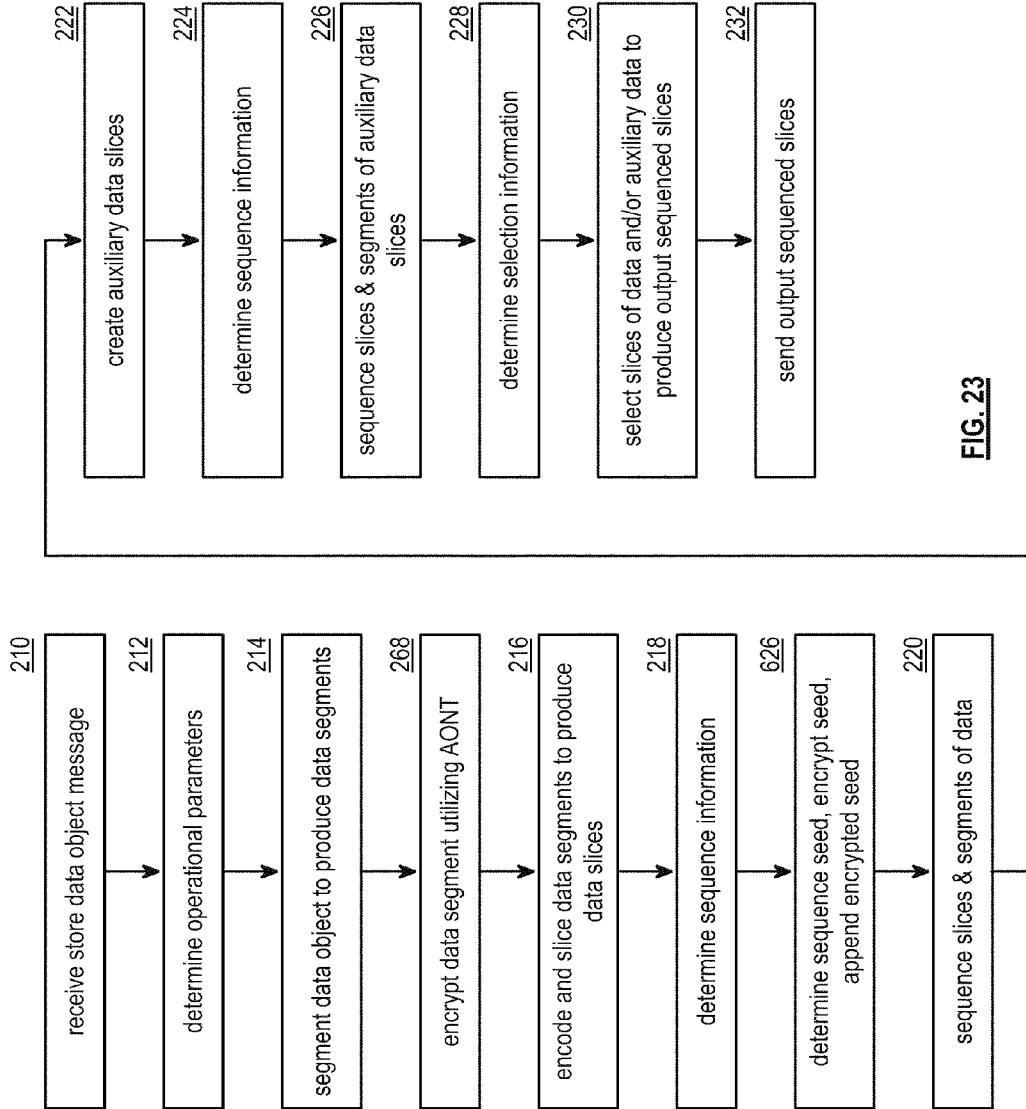 210
receive store data object message
212
determine operational parameters
214
segment data object to produce data segments
268
encrypt data segment utilizing AONT
216
encode and slice data segments to produce
data slices
218
determine sequence information
626
determine sequence seed, encrypt seed,
append encrypted seed
220
sequence slices & segments of data
222
create auxiliary data slices
224
determine sequence information
226
sequence slices & segments of auxiliary data
slices
228
determine selection information
230
select slices of data and/or auxiliary data to
produce output sequenced slices
232
send output sequenced slices
FIG. 23